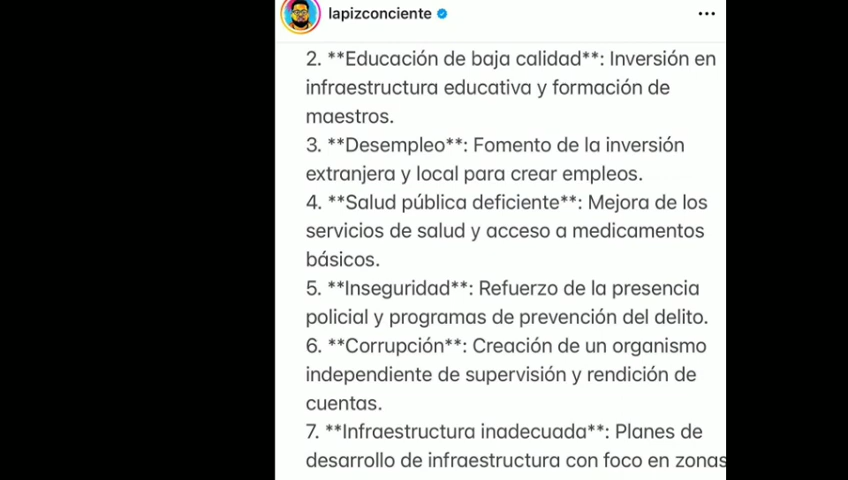 lapizconciente
2. **Educación de baja calidad**: Inversión en
infraestructura educativa y formación de
maestros.
3. **Desempleo**: Fomento de la inversión
extranjera y local para crear empleos.
4. **Salud pública deficiente**: Mejora de los
servicios de salud y acceso a medicamentos
básicos.
5. **Inseguridad**: Refuerzo de la presencia
policial y programas de prevención del delito.
6. **Corrupción**: Creación de un organismo
independiente de supervisión y rendición de
cuentas.
7. **Infraestructura inadecuada**: Planes de
desarrollo de infraestructura con foco en zonas